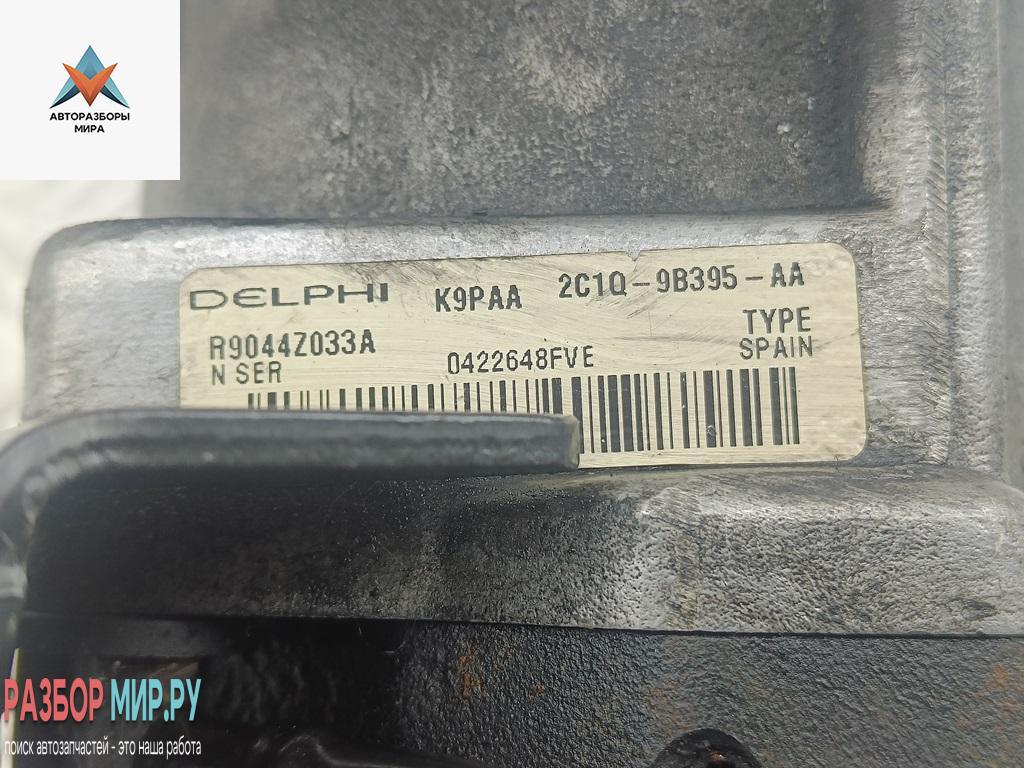 АВТОРАЗБОРЫ
МИРА
DELPHI K9PAA 2C1Q-9B395-AA
R9044Z033A TYPE
N SER 0422648FVE SPAIN
РАЗБОР МИР.РУ
поиск автозапчастей - это наша работа